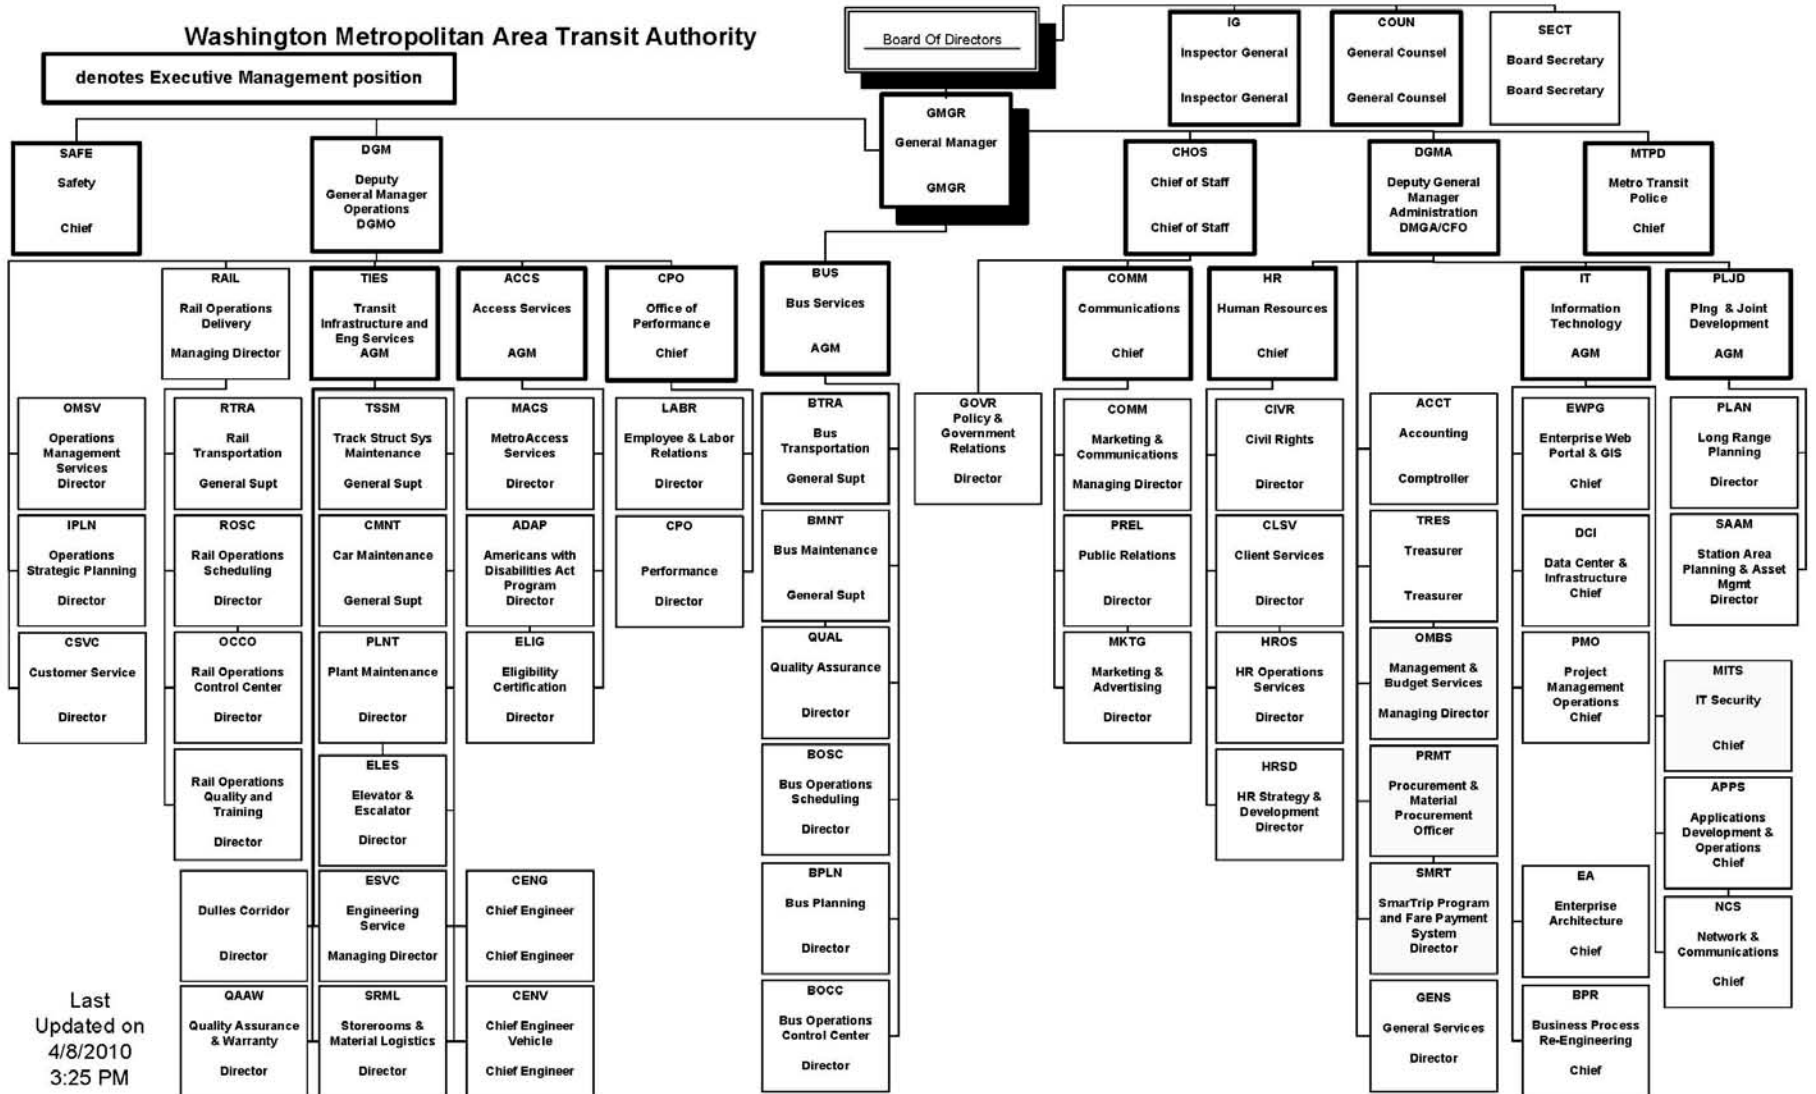 Washington Metropolitan Area Transit Authority
denotes Executive Management position
Board Of Directors
IG
Inspector General
Inspector General
COUN
General Counsel
General Counsel
SECT
Board Secretary
Board Secretary
GMGR
General Manager
GMGR
SAFE
Safety
Chief
DGM
Deputy
General Manager
Operations
DGMO
CHOS
Chief of Staff
Chief of Staff
DGMA
Deputy General
Manager
Administration
DMGA/CFO
MTPD
Metro Transit
Police
Chief
RAIL
Rail Operations
Delivery
Managing Director
TIES
Transit
Infrastructure and
Eng Services
AGM
ACCS
Access Services
AGM
CPO
Office of
Performance
Chief
BUS
Bus Services
AGM
COMM
Communications
Chief
HR
Human Resources
Chief
IT
Information
Technology
AGM
PLJD
Plng & Joint
Development
AGM
OMSV
Operations
Management
Services
Director
RTRA
Rail
Transportation
General Supt
TSSM
Track Struct Sys
Maintenance
General Supt
MACS
MetroAccess
Services
Director
LABR
Employee & Labor
Relations
Director
BTRA
Bus
Transportation
General Supt
GOVR
Policy &
Government
Relations
Director
COMM
Marketing &
Communications
Managing Director
CIVR
Civil Rights
Director
ACCT
Accounting
Comptroller
EWPG
Enterprise Web
Portal & GIS
Chief
PLAN
Long Range
Planning
Director
IPLN
Operations
Strategic Planning
Director
ROSC
Rail Operations
Scheduling
Director
CMNT
Car Maintenance
General Supt
ADAP
Americans with
Disabilities Act
Program
Director
CPO
Performance
Director
BMNT
Bus Maintenance
General Supt
PREL
Public Relations
Director
CLSV
Client Services
Director
TRES
Treasurer
Treasurer
DCI
Data Center &
Infrastructure
Chief
SAAM
Station Area
Planning & Asset
Mgmt
Director
CSVC
Customer Service
Director
OCCO
Rail Operations
Control Center
Director
PLNT
Plant Maintenance
Director
ELIG
Eligibility
Certification
Director
QUAL
Quality Assurance
Director
MKTG
Marketing &
Advertising
Director
HROS
HR Operations
Services
Director
OMBS
Management &
Budget Services
Managing Director
PMO
Project
Management
Operations
Chief
MITS
IT Security
Chief
Rail Operations
Quality and
Training
Director
ELES
Elevator &
Escalator
Director
BOSC
Bus Operations
Scheduling
Director
HRSD
HR Strategy &
Development
Director
PRMT
Procurement &
Material
Procurement
Officer
APPS
Applications
Development &
Operations
Chief
Dulles Corridor
Director
ESVC
Engineering
Service
Managing Director
CENG
Chief Engineer
Chief Engineer
BPLN
Bus Planning
Director
SMRT
SmarTrip Program
and Fare Payment
System
Director
EA
Enterprise
Architecture
Chief
NCS
Network &
Communications
Chief
Last
Updated on
4/8/2010
3:25 PM
QAAW
Quality Assurance
& Warranty
Director
SRML
Storerooms &
Material Logistics
Director
CENV
Chief Engineer
Vehicle
Chief Engineer
BOCC
Bus Operations
Control Center
Director
GENS
General Services
Director
BPR
Business Process
Re-Engineering
Chief